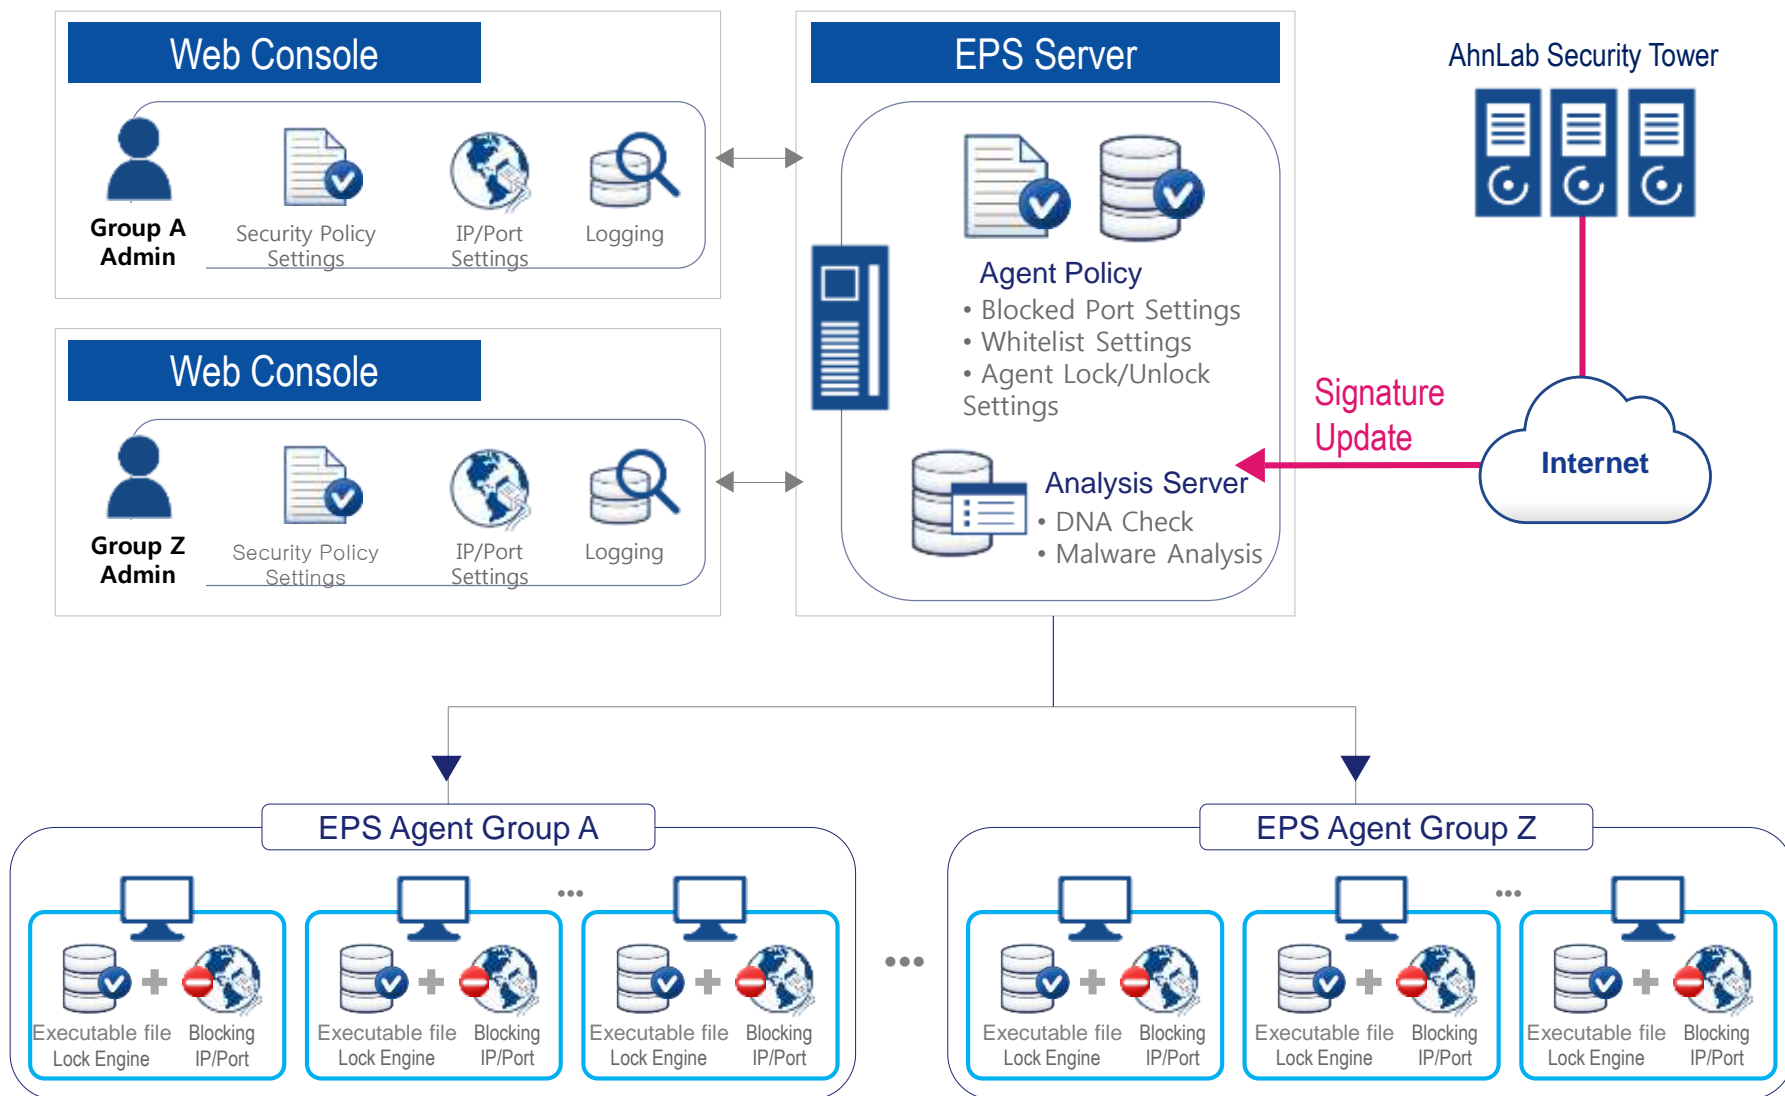 Web Console
Group A
Admin
Security Policy
Settings
IP/Port
Settings
Logging
Web Console
Group Z
Admin
Security Policy
Settings
IP/Port
Settings
Logging
EPS Server
Agent Policy
• Blocked Port Settings
• Whitelist Settings
• Agent Lock/Unlock
Settings
Analysis Server
• DNA Check
• Malware Analysis
AhnLab Security Tower
Signature
Update
Internet
EPS Agent Group A
•••
Executable file
Lock Engine
Blocking
IP/Port
Executable file
Lock Engine
Blocking
IP/Port
Executable file
Lock Engine
Blocking
IP/Port
•••
EPS Agent Group Z
•••
Executable file
Lock Engine
Blocking
IP/Port
Executable file
Lock Engine
Blocking
IP/Port
Executable file
Lock Engine
Blocking
IP/Port